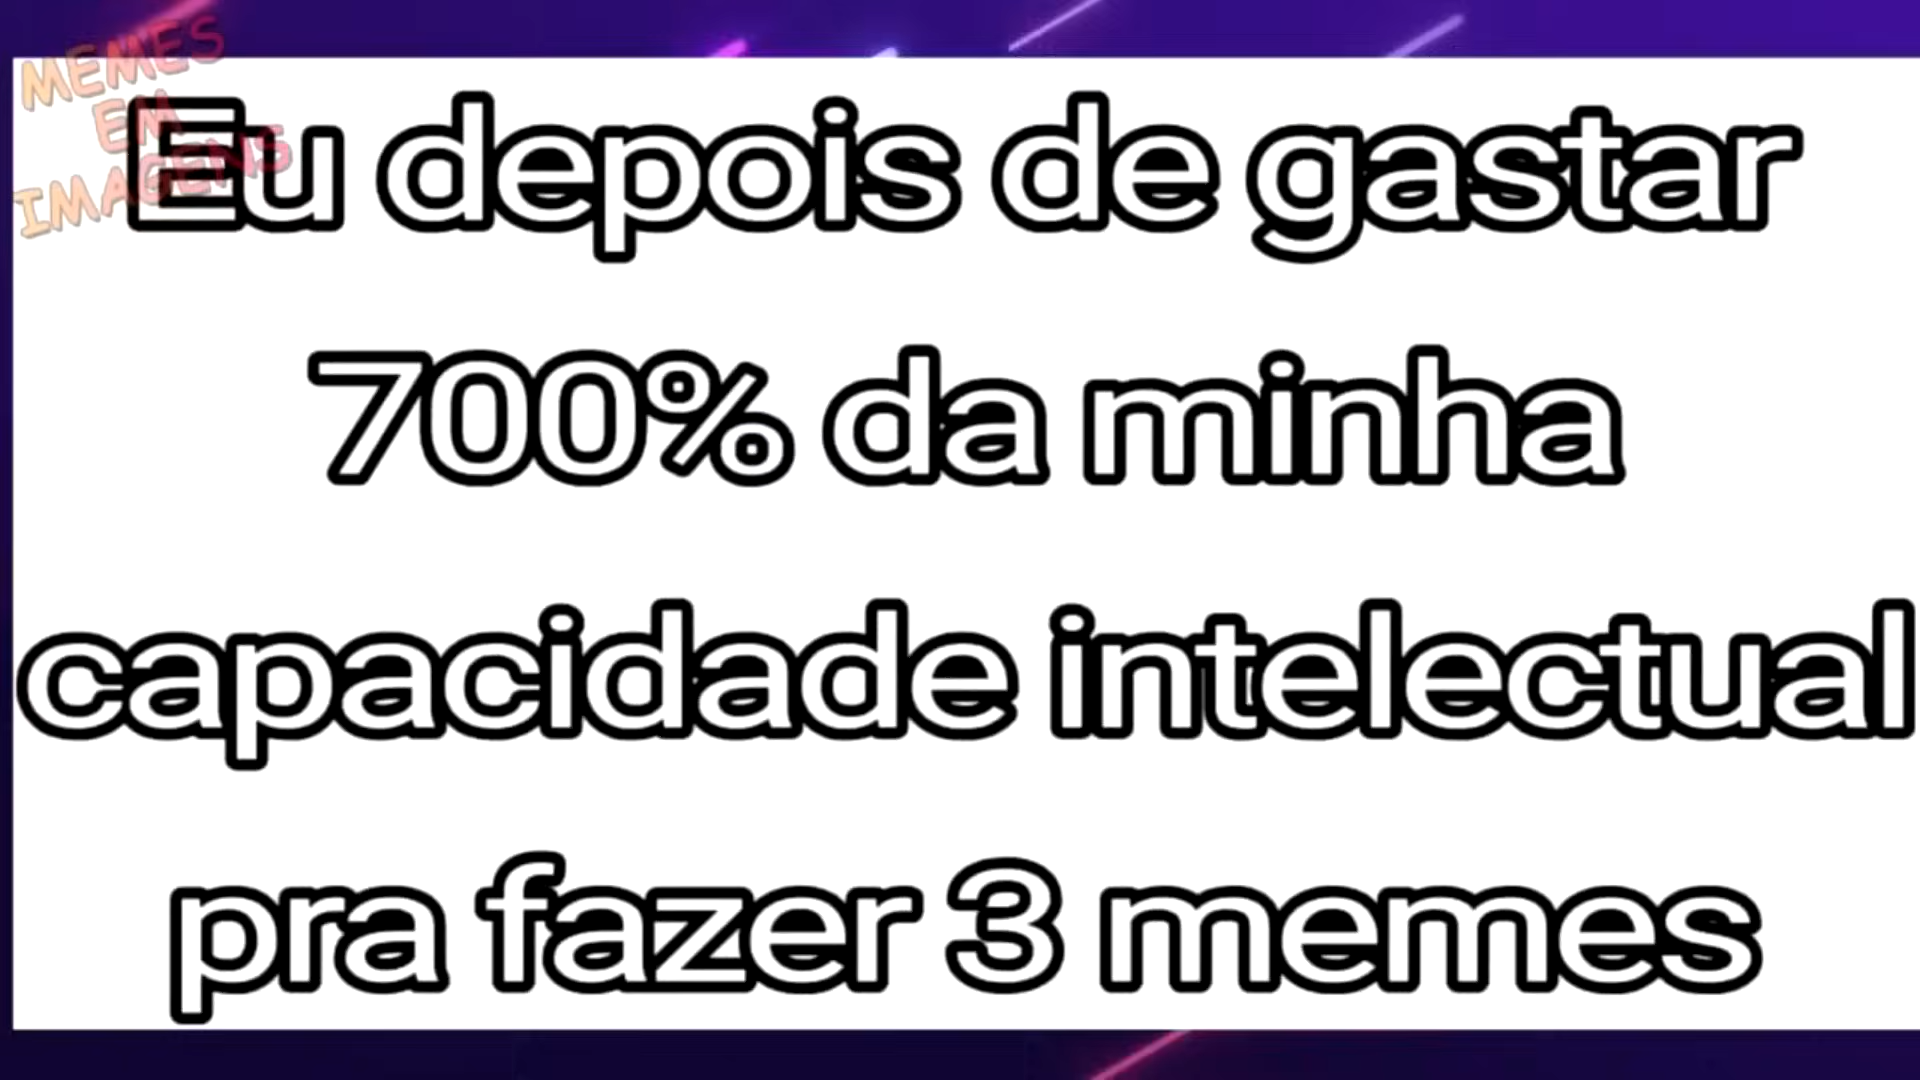 MEMES
EM
IMAGENS
Eu depois de gastar
700% da minha
capacidade intelectual
pra fazer 3 memes